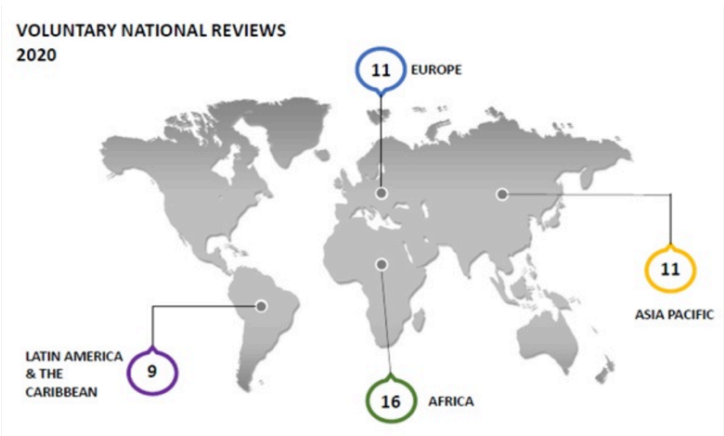 VOLUNTARY NATIONAL REVIEWS
2020
11 EUROPE
11
ASIA PACIFIC
LATIN AMERICA
& THE
CARIBBEAN
9
16 AFRICA